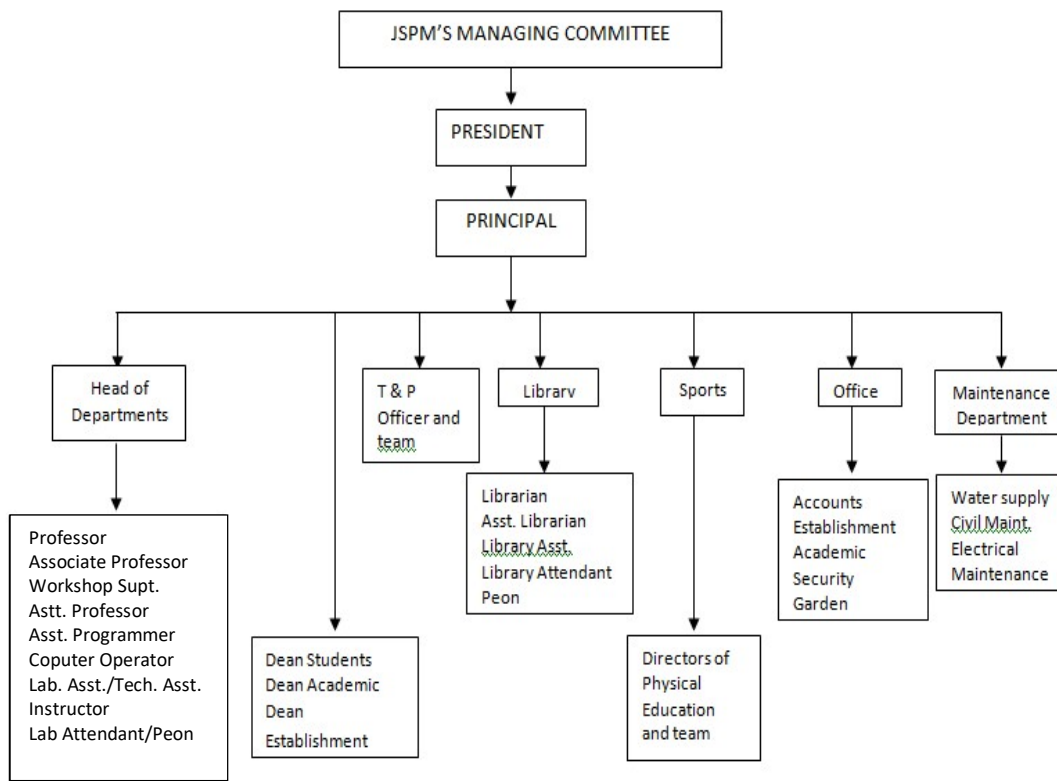 JSPM'S MANAGING COMMITTEE
PRESIDENT
PRINCIPAL
Head of
Departments
T & P
Officer and
team
Library
Sports
Office
Maintenance
Department
Professor
Associate Professor
Workshop Supt.
Astt. Professor
Asst. Programmer
Coputer Operator
Lab. Asst./Tech. Asst.
Instructor
Lab Attendant/Peon
Dean Students
Dean Academic
Dean
Establishment
Librarian
Asst. Librarian
Library Asst.
Library Attendant
Peon
Directors of
Physical
Education
and team
Accounts
Establishment
Academic
Security
Garden
Water supply
Civil Maint.
Electrical
Maintenance